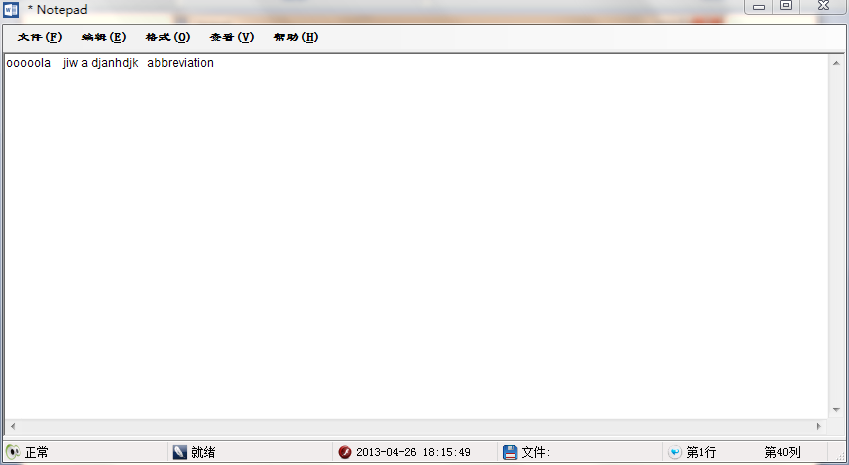 * Notepad
文件(F) 编辑(E) 格式(O) 查看(V) 帮助(H)
ooooola    jiw a djanhdjk   abbreviation
正常 就绪 2013-04-26 18:15:49 文件: 第1行 第40列